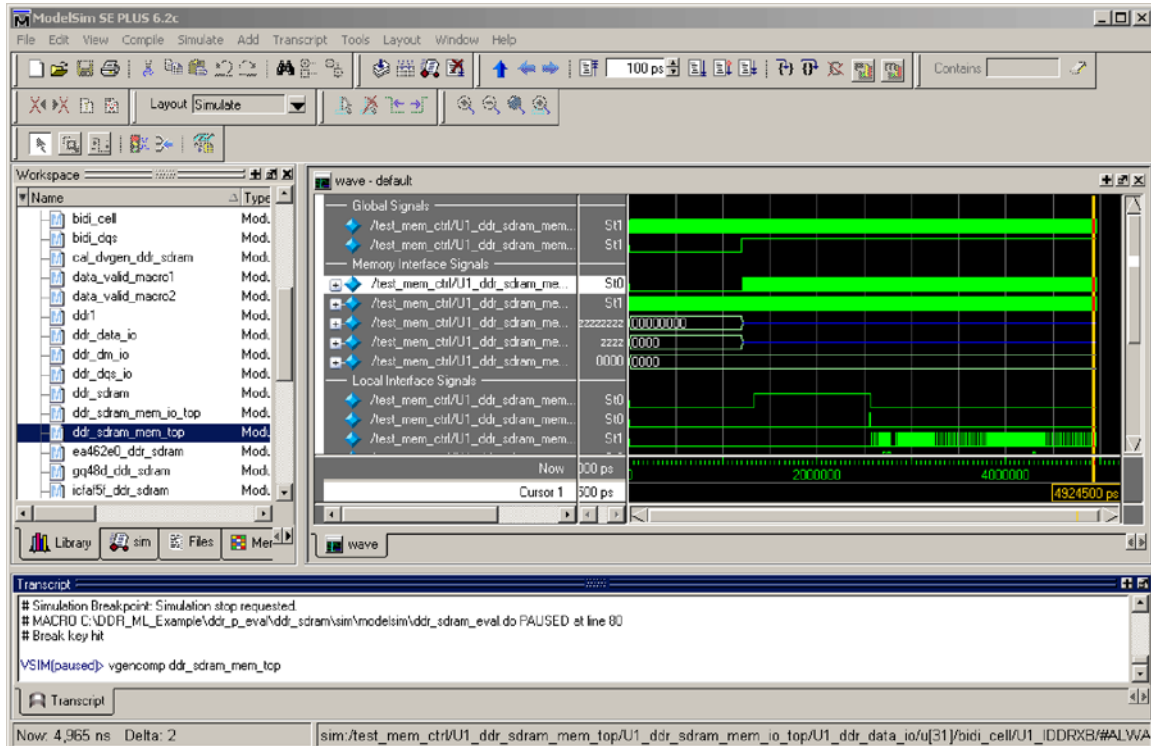 ModelSim SE PLUS 6.2c
File Edit View Compile Simulate Add Transcript Tools Layout Window Help
100 ps
Contains
Layout Simulate
Workspace
Name Type
bidi_cell Mod.
bidi_dqs Mod.
cal_dvgen_ddr_sdram Mod.
data_valid_macro1 Mod.
data_valid_macro2 Mod.
ddr1 Mod.
ddr_data_io Mod.
ddr_dm_io Mod.
ddr_dqs_io Mod.
ddr_sdram Mod.
ddr_sdram_mem_io_top Mod.
ddr_sdram_mem_top Mod.
ea462e0_ddr_sdram Mod.
gq48d_ddr_sdram Mod.
Mod.
Library sim Files Mer
wave - default
Global Signals
/test_mem_ctrl/U1_ddr_sdram_mem... St1
/test_mem_ctrl/U1_ddr_sdram_mem... St1
Memory Interface Signals
/test_mem_ctrl/U1_ddr_sdram_me... St0
/test_mem_ctrl/U1_ddr_sdram_me... St1
/test_mem_ctrl/U1_ddr_sdram_me... zzzzzzzz 00000000
/test_mem_ctrl/U1_ddr_sdram_me... zzzz 0000
/test_mem_ctrl/U1_ddr_sdram_me... 0000 0000
Local Interface Signals
/test_mem_ctrl/U1_ddr_sdram_mem... St0
/test_mem_ctrl/U1_ddr_sdram_mem... St0
/test_mem_ctrl/U1_ddr_sdram_mem... St1
Now 000 ps 2000000 4000000
Cursor 1 500 ps 4924500 ps
wave
Transcript
# Simulation Breakpoint: Simulation stop requested.
# MACRO C:\DDR_ML_Example\ddr_p_eval\ddr_sdram\sim\modelsim\ddr_sdram_eval.do PAUSED at line 80
# Break key hit
VSIM(paused)> vgencomp ddr_sdram_mem_top
Transcript
Now: 4,965 ns Delta: 2 sim:/test_mem_ctrl/U1_ddr_sdram_mem_top/U1_ddr_sdram_mem_io_top/U1_ddr_data_io/u[31]/bidi_cell/U1_IDDRXB/#ALWA